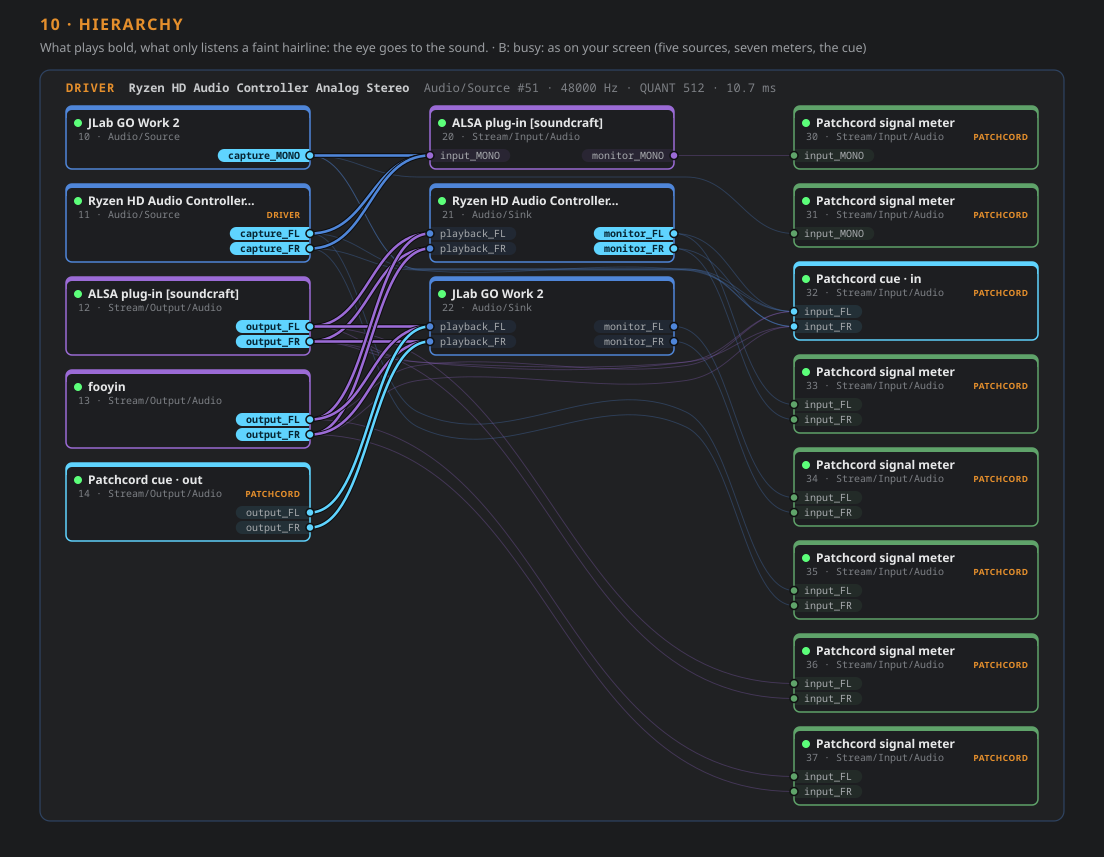 10 · HIERARCHY
What plays bold, what only listens a faint hairline: the eye goes to the sound. · B: busy: as on your screen (five sources, seven meters, the cue)
DRIVER Ryzen HD Audio Controller Analog Stereo Audio/Source #51 · 48000 Hz · QUANT 512 · 10.7 ms
JLab GO Work 2
10 · Audio/Source
capture_MONO
Ryzen HD Audio Controller…
11 · Audio/Source DRIVER
capture_FL
capture_FR
ALSA plug-in [soundcraft]
12 · Stream/Output/Audio
output_FL
output_FR
fooyin
13 · Stream/Output/Audio
output_FL
output_FR
Patchcord cue · out
14 · Stream/Output/Audio PATCHCORD
output_FL
output_FR
ALSA plug-in [soundcraft]
20 · Stream/Input/Audio
input_MONO monitor_MONO
Ryzen HD Audio Controller…
21 · Audio/Sink
playback_FL monitor_FL
playback_FR monitor_FR
JLab GO Work 2
22 · Audio/Sink
playback_FL monitor_FL
playback_FR monitor_FR
Patchcord signal meter
30 · Stream/Input/Audio PATCHCORD
input_MONO
Patchcord signal meter
31 · Stream/Input/Audio PATCHCORD
input_MONO
Patchcord cue · in
32 · Stream/Input/Audio PATCHCORD
input_FL
input_FR
Patchcord signal meter
33 · Stream/Input/Audio PATCHCORD
input_FL
input_FR
Patchcord signal meter
34 · Stream/Input/Audio PATCHCORD
input_FL
input_FR
Patchcord signal meter
35 · Stream/Input/Audio PATCHCORD
input_FL
input_FR
Patchcord signal meter
36 · Stream/Input/Audio PATCHCORD
input_FL
input_FR
Patchcord signal meter
37 · Stream/Input/Audio PATCHCORD
input_FL
input_FR